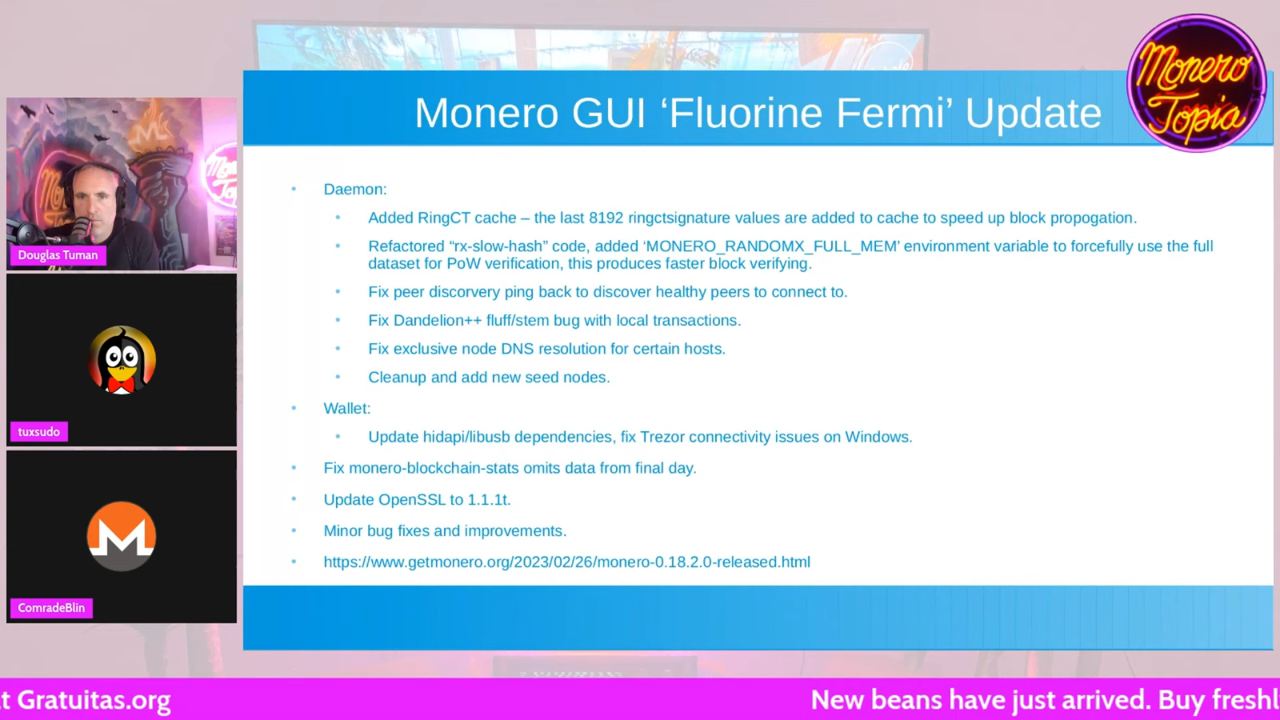 Monero GUI ‘Fluorine Fermi’ Update
Monero
Topia
Daemon:
Added RingCT cache – the last 8192 ringctsignature values are added to cache to speed up block propogation.
Refactored “rx-slow-hash” code, added ‘MONERO_RANDOMX_FULL_MEM’ environment variable to forcefully use the full
dataset for PoW verification, this produces faster block verifying.
Fix peer discorvery ping back to discover healthy peers to connect to.
Fix Dandelion++ fluff/stem bug with local transactions.
Fix exclusive node DNS resolution for certain hosts.
Cleanup and add new seed nodes.
Wallet:
Update hidapi/libusb dependencies, fix Trezor connectivity issues on Windows.
Fix monero-blockchain-stats omits data from final day.
Update OpenSSL to 1.1.1t.
Minor bug fixes and improvements.
https://www.getmonero.org/2023/02/26/monero-0.18.2.0-released.html
Douglas Tuman
tuxsudo
ComradeBlin
t Gratuitas.org
New beans have just arrived. Buy freshl